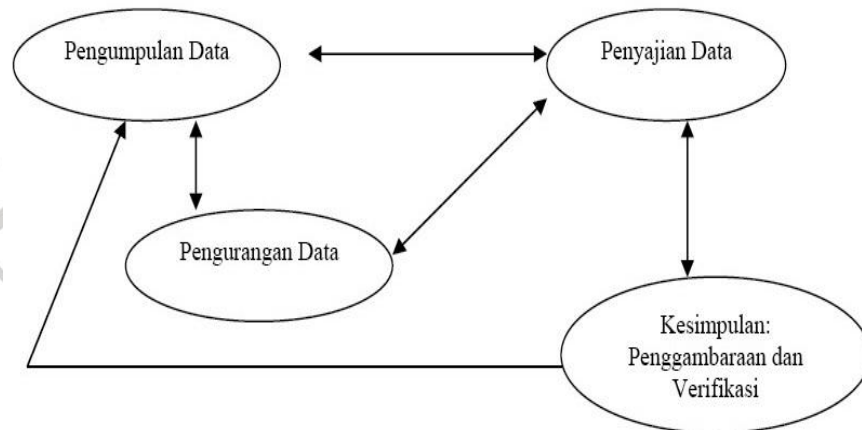 Pengumpulan Data
Penyajian Data
Pengurangan Data
Kesimpulan:
Penggambaraan dan
Verifikasi